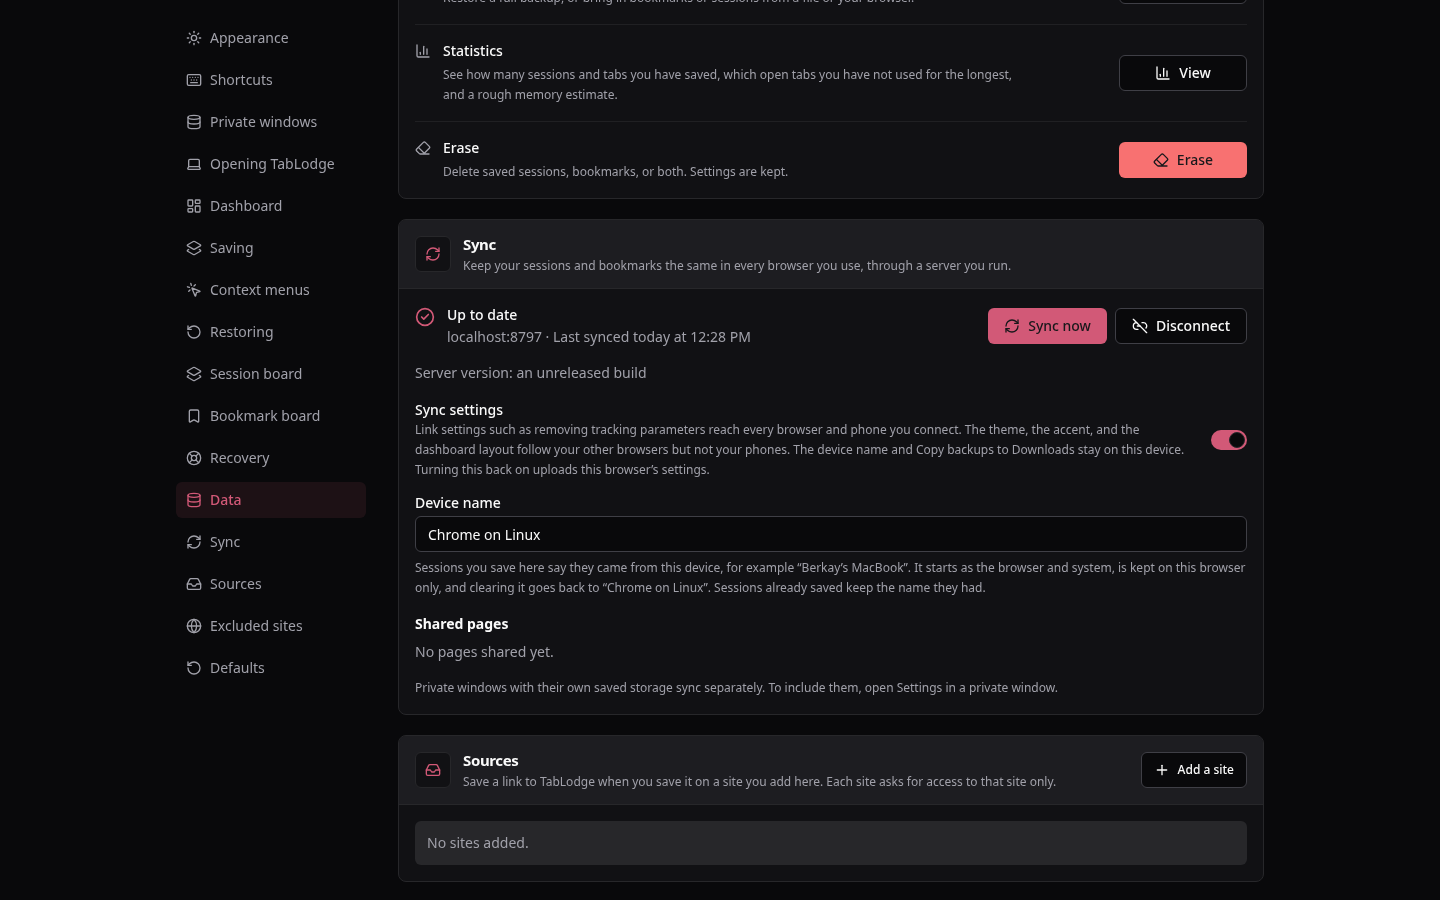 Appearance
Shortcuts
Private windows
Opening TabLodge
Dashboard
Saving
Context menus
Restoring
Session board
Bookmark board
Recovery
Data
Sync
Sources
Excluded sites
Defaults
Statistics
See how many sessions and tabs you have saved, which open tabs you have not used for the longest,
and a rough memory estimate.
View
Erase
Delete saved sessions, bookmarks, or both. Settings are kept.
Erase
Sync
Keep your sessions and bookmarks the same in every browser you use, through a server you run.
Up to date
localhost:8797 · Last synced today at 12:28 PM
Sync now
Disconnect
Server version: an unreleased build
Sync settings
Link settings such as removing tracking parameters reach every browser and phone you connect. The theme, the accent, and the
dashboard layout follow your other browsers but not your phones. The device name and Copy backups to Downloads stay on this device.
Turning this back on uploads this browser’s settings.
Device name
Chrome on Linux
Sessions you save here say they came from this device, for example “Berkay’s MacBook”. It starts as the browser and system, is kept on this browser
only, and clearing it goes back to “Chrome on Linux”. Sessions already saved keep the name they had.
Shared pages
No pages shared yet.
Private windows with their own saved storage sync separately. To include them, open Settings in a private window.
Sources
Save a link to TabLodge when you save it on a site you add here. Each site asks for access to that site only.
Add a site
No sites added.